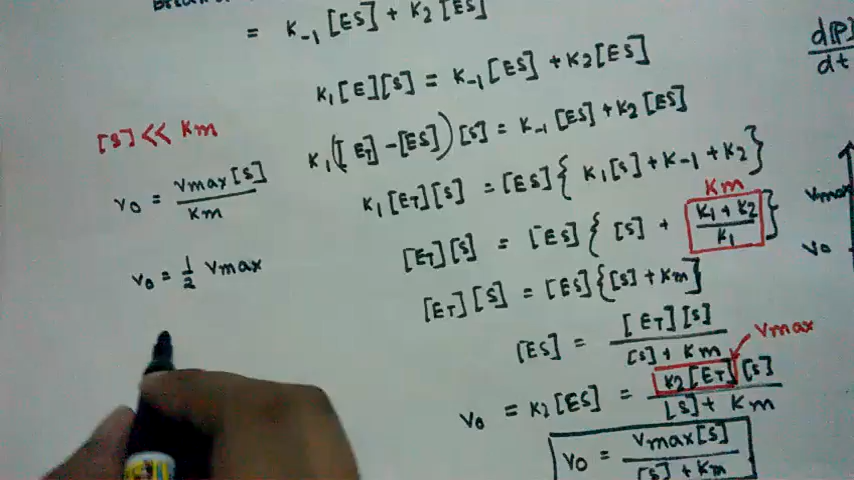 = K-1 [ES] + K2 [ES]
K1 [E][S] = K-1 [ES] + K2 [ES]
K1 ([ET] - [ES]) [S] = K-1 [ES] + K2 [ES]
K1 [ET][S] = [ES] { K1 [S] + K-1 + K2 }
Km
[ET][S] = [ES] { [S] + K1 + K2 / K1 }
[ET][S] = [ES] {[S] + Km}
[ES] = [ET][S] / [S] + Km
Vmax
V0 = K2 [ES] = K2 [ET][S] / [S] + Km
V0 = Vmax[S] / [S] + Km
[S] << Km
V0 = Vmax[S] / Km
V0 = 1/2 Vmax
d[P] / dt
Vmax
V0